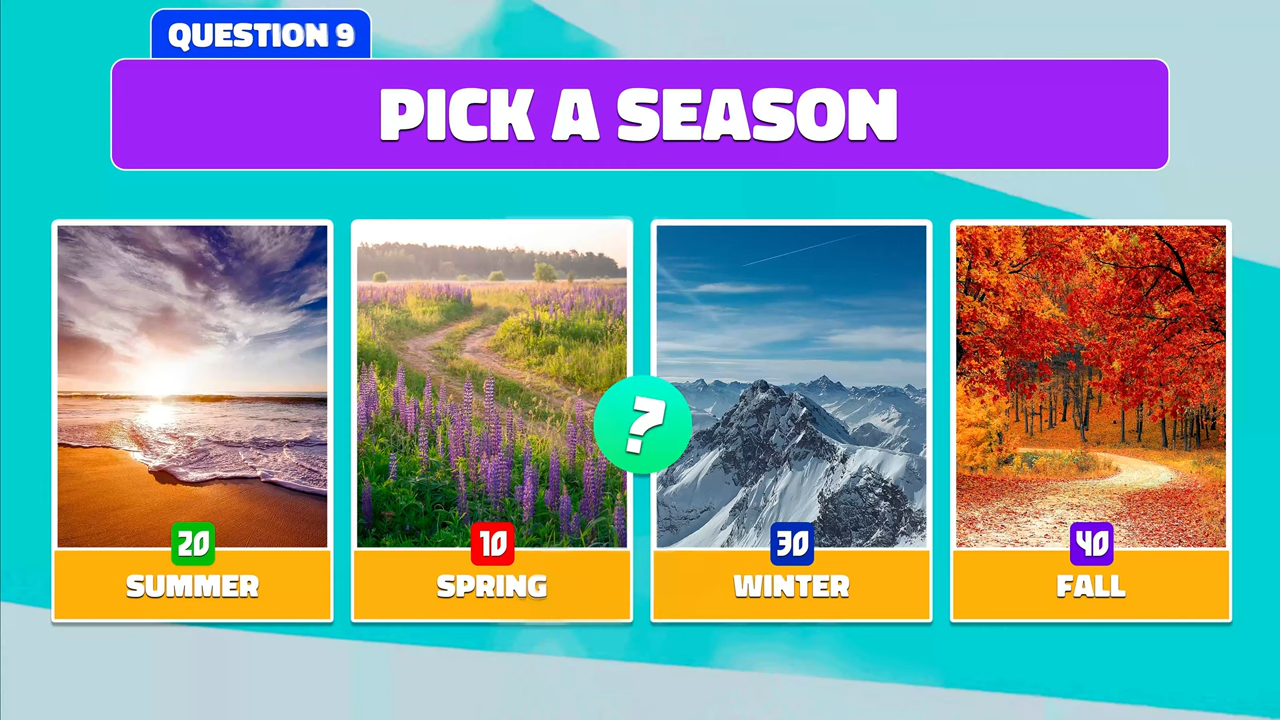 QUESTION 9
PICK A SEASON
?
20
SUMMER
10
SPRING
30
WINTER
40
FALL